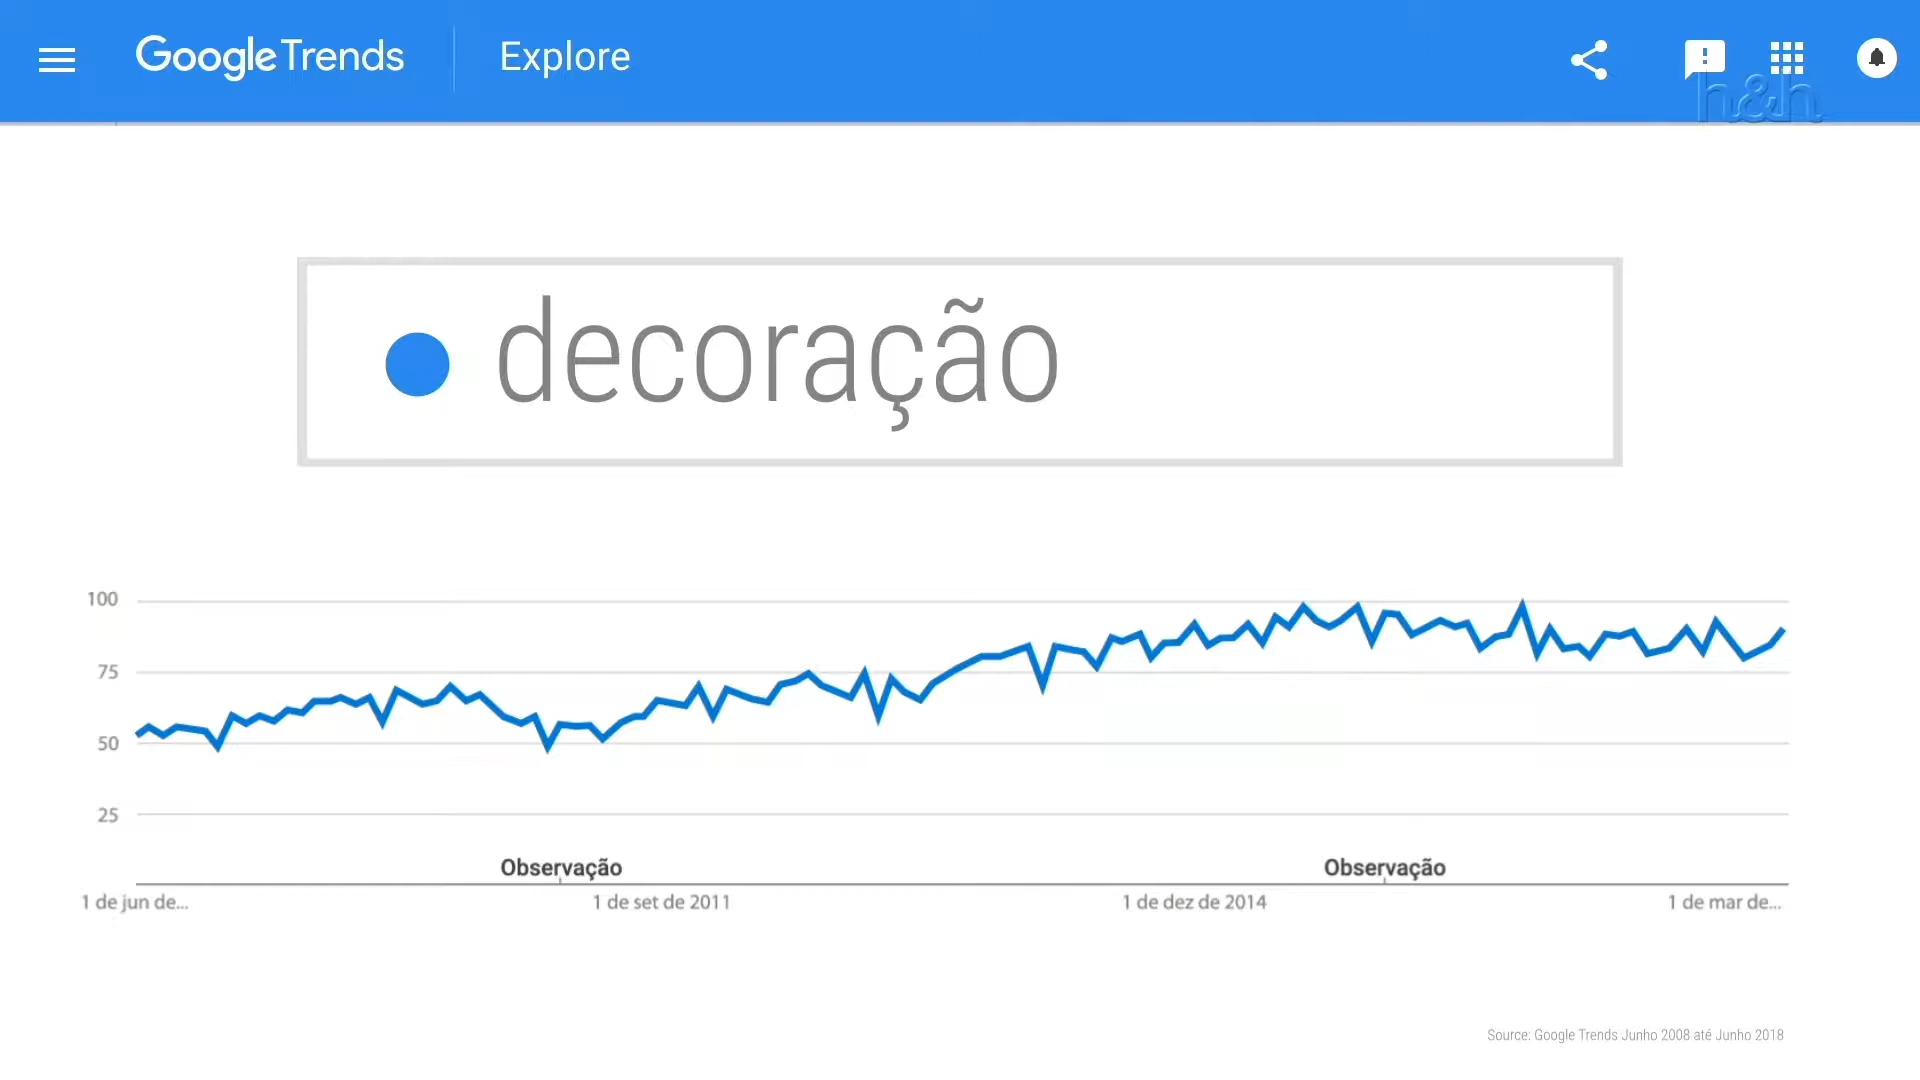 Google Trends Explore
h&h
decoração
100
75
50
25
Observação Observação
1 de jun de... 1 de set de 2011 1 de dez de 2014 1 de mar de...
Source: Google Trends Junho 2008 até Junho 2018